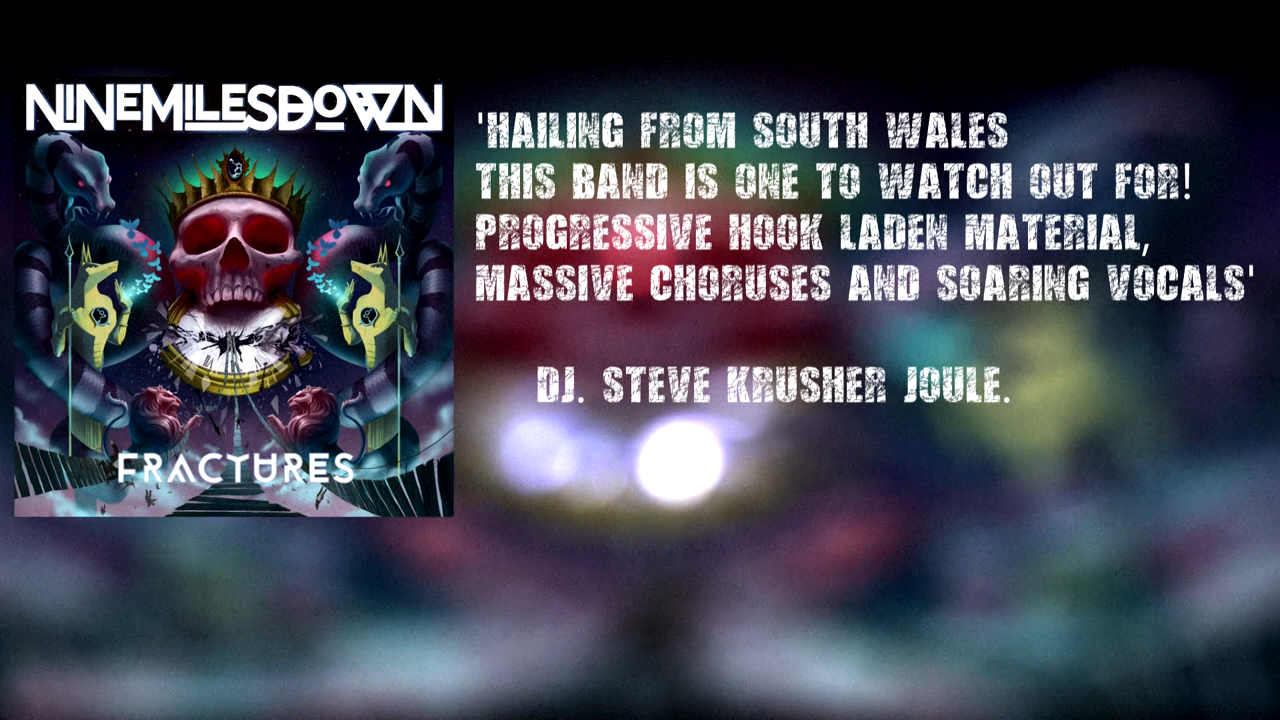 NINEMILESDOWN
FRACTURES
'HAILING FROM SOUTH WALES
THIS BAND IS ONE TO WATCH OUT FOR!
PROGRESSIVE HOOK LADEN MATERIAL,
MASSIVE CHORUSES AND SOARING VOCALS'
DJ. STEVE KRUSHER JOULE.